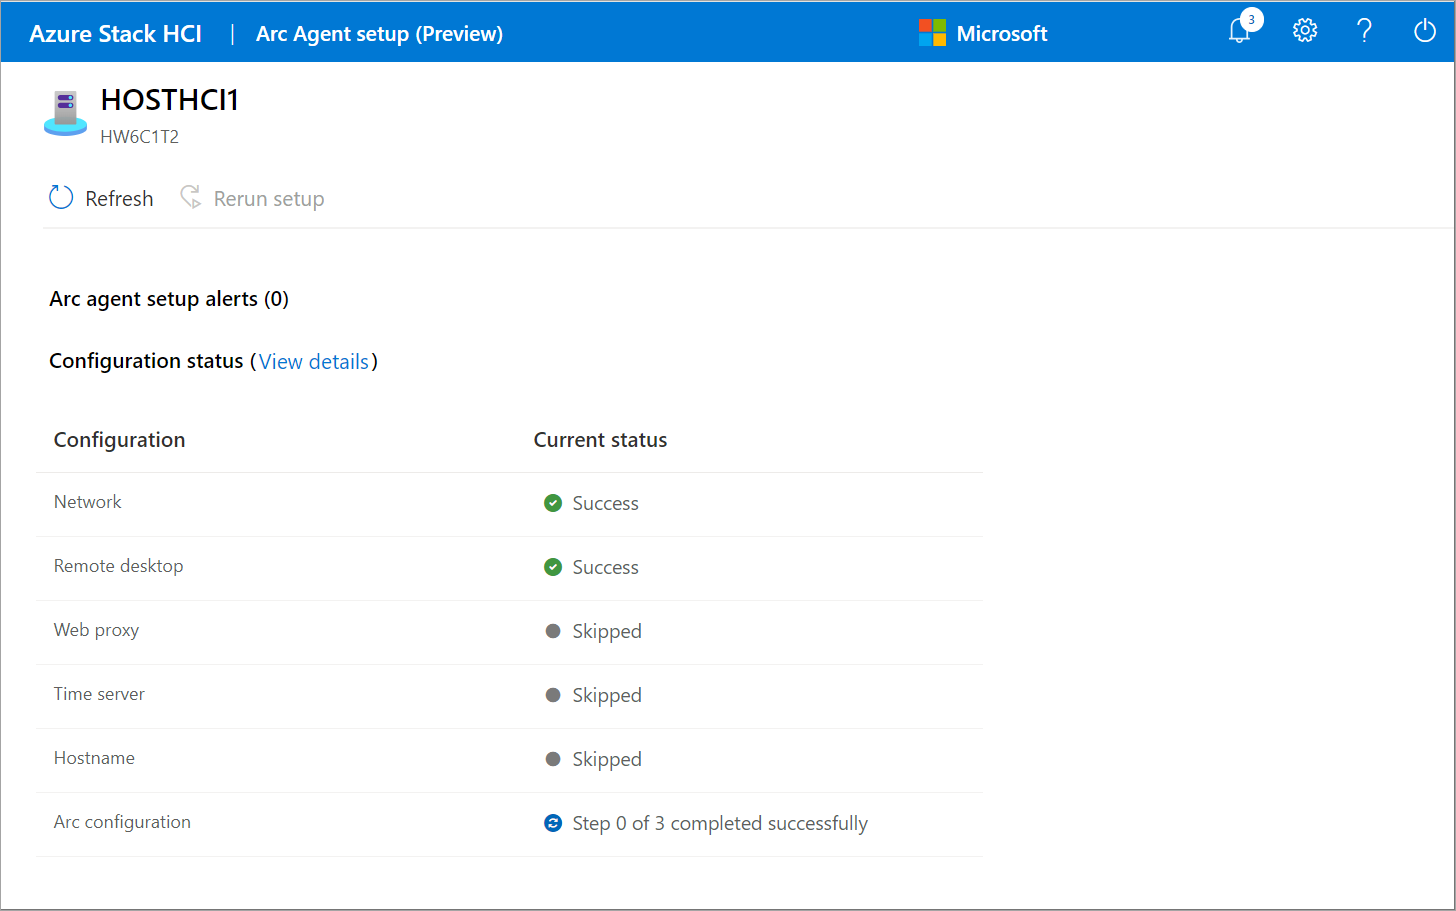 Azure Stack HCI | Arc Agent setup (Preview) Microsoft 3
HOSTHCI1
HW6C1T2
Refresh Rerun setup
Arc agent setup alerts (0)
Configuration status (View details)
Configuration Current status
Network Success
Remote desktop Success
Web proxy Skipped
Time server Skipped
Hostname Skipped
Arc configuration Step 0 of 3 completed successfully